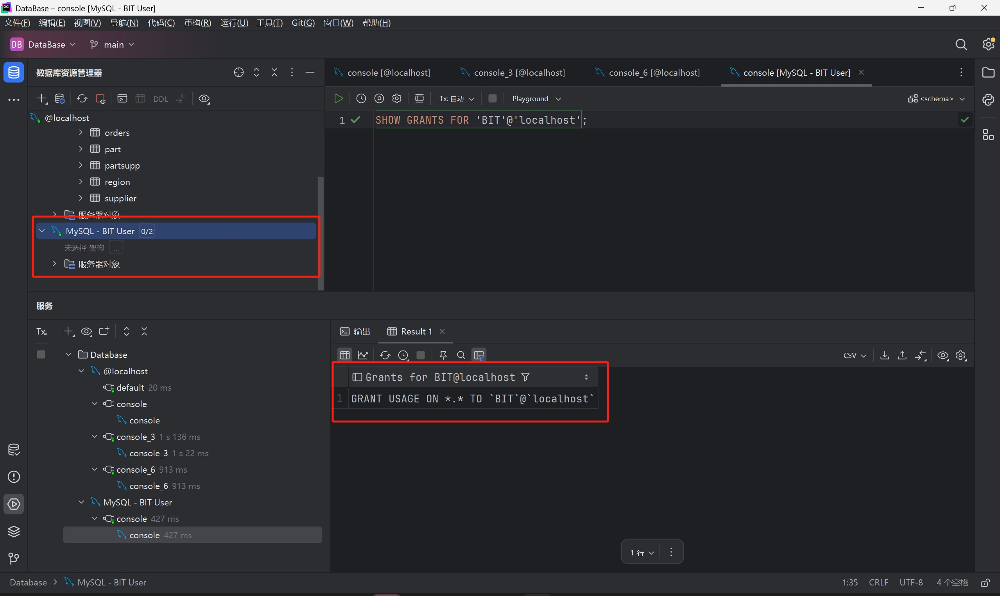 DataBase – console [MySQL - BIT User]
文件(F) 编辑(E) 视图(V) 导航(N) 代码(C) 重构(R) 运行(U) 工具(T) Git(G) 窗口(W) 帮助(H)
DB DataBase main
数据库资源管理器
console [@localhost] console_3 [@localhost] console_6 [@localhost] console [MySQL - BIT User]
DDL
Tx: 自动 Playground <schema>
@localhost
orders
part
partsupp
region
supplier
服务器对象
MySQL - BIT User 0/2
未选择 架构 ...
服务器对象
1 SHOW GRANTS FOR 'BIT'@'localhost';
服务
Tx
Database
@localhost
default 20 ms
console
console
console_3 1 s 136 ms
console_3 1 s 22 ms
console_6 913 ms
console_6 913 ms
MySQL - BIT User
console 427 ms
console 427 ms
输出 Result 1
CSV
Grants for BIT@localhost
1 GRANT USAGE ON *.* TO `BIT`@`localhost`
1 行
Database MySQL - BIT User
1:35 CRLF UTF-8 4 个空格